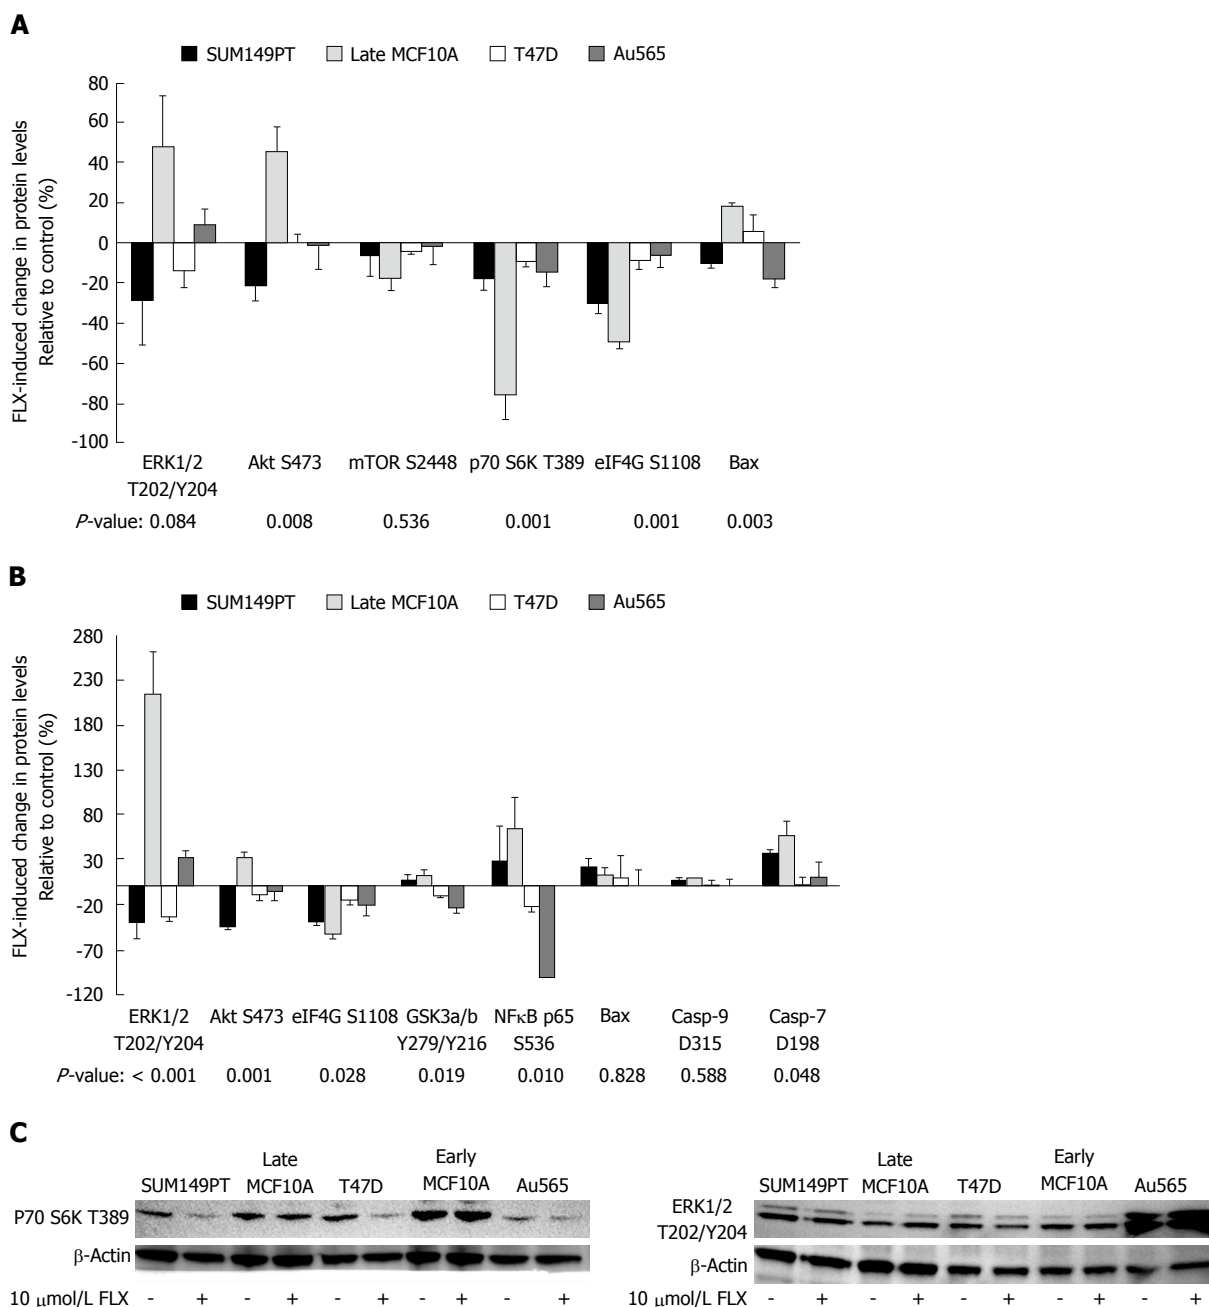 A
SUM149PT Late MCF10A T47D Au565
FLX-induced change in protein levels
Relative to control (%)
80
60
40
20
0
-20
-40
-60
-80
-100
ERK1/2 Akt S473 mTOR S2448 p70 S6K T389 eIF4G S1108 Bax
T202/Y204
P-value: 0.084 0.008 0.536 0.001 0.001 0.003
B
SUM149PT Late MCF10A T47D Au565
FLX-induced change in protein levels
Relative to control (%)
280
230
180
130
80
30
-20
-70
-120
ERK1/2 Akt S473 eIF4G S1108 GSK3a/b NFκB p65 Bax Casp-9 Casp-7
T202/Y204 Y279/Y216 S536 D315 D198
P-value: < 0.001 0.001 0.028 0.019 0.010 0.828 0.588 0.048
C
Late Early
SUM149PT MCF10A T47D MCF10A Au565
P70 S6K T389
β-Actin
10 μmol/L FLX - + - + - + - + - +
Late Early
SUM149PT MCF10A T47D MCF10A Au565
ERK1/2
T202/Y204
β-Actin
10 μmol/L FLX - + - + - + - + - +